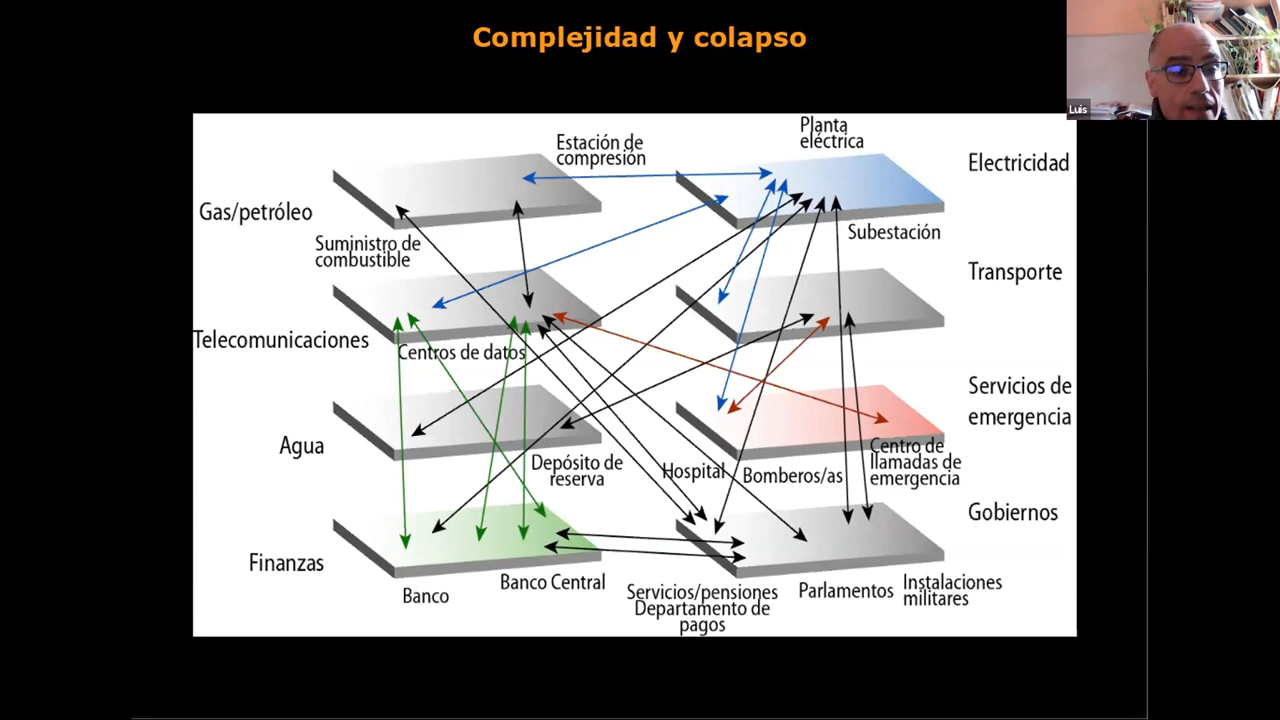 Complejidad y colapso
Luis
Planta
eléctrica
Estación de
compresión
Electricidad
Gas/petróleo
Subestación
Suministro de
combustible
Transporte
Telecomunicaciones
Centros de datos
Servicios de
emergencia
Agua
Centro de
llamadas de
emergencia
Depósito de
reserva
Hospital
Bomberos/as
Gobiernos
Finanzas
Banco Central
Banco
Servicios/pensiones
Departamento de
pagos
Parlamentos
Instalaciones
militares